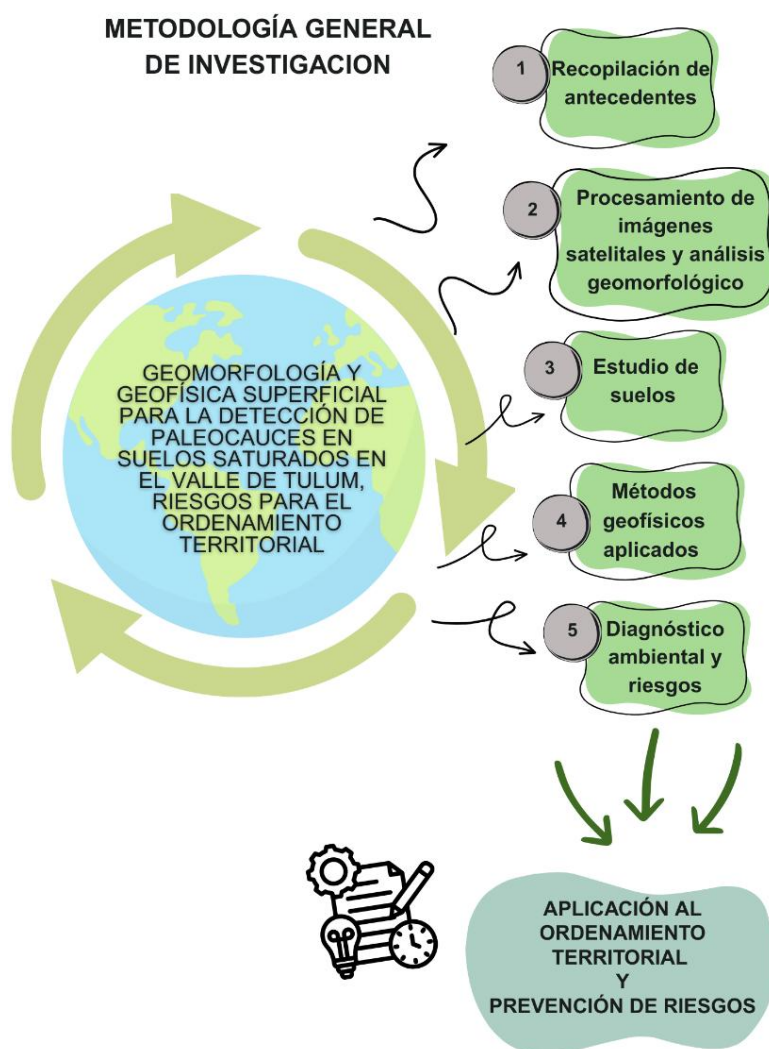 METODOLOGÍA GENERAL
DE INVESTIGACION
1
Recopilación de
antecedentes
2
Procesamiento de
imágenes
satelitales y análisis
geomorfológico
GEOMORFOLOGÍA Y
GEOFÍSICA SUPERFICIAL
PARA LA DETECCIÓN DE
PALEOCAUCES EN
SUELOS SATURADOS EN
EL VALLE DE TULUM,
RIESGOS PARA EL
ORDENAMIENTO
TERRITORIAL
3
Estudio de
suelos
4
Métodos
geofísicos
aplicados
5
Diagnóstico
ambiental y
riesgos
APLICACIÓN AL
ORDENAMIENTO
TERRITORIAL
Y
PREVENCIÓN DE RIESGOS